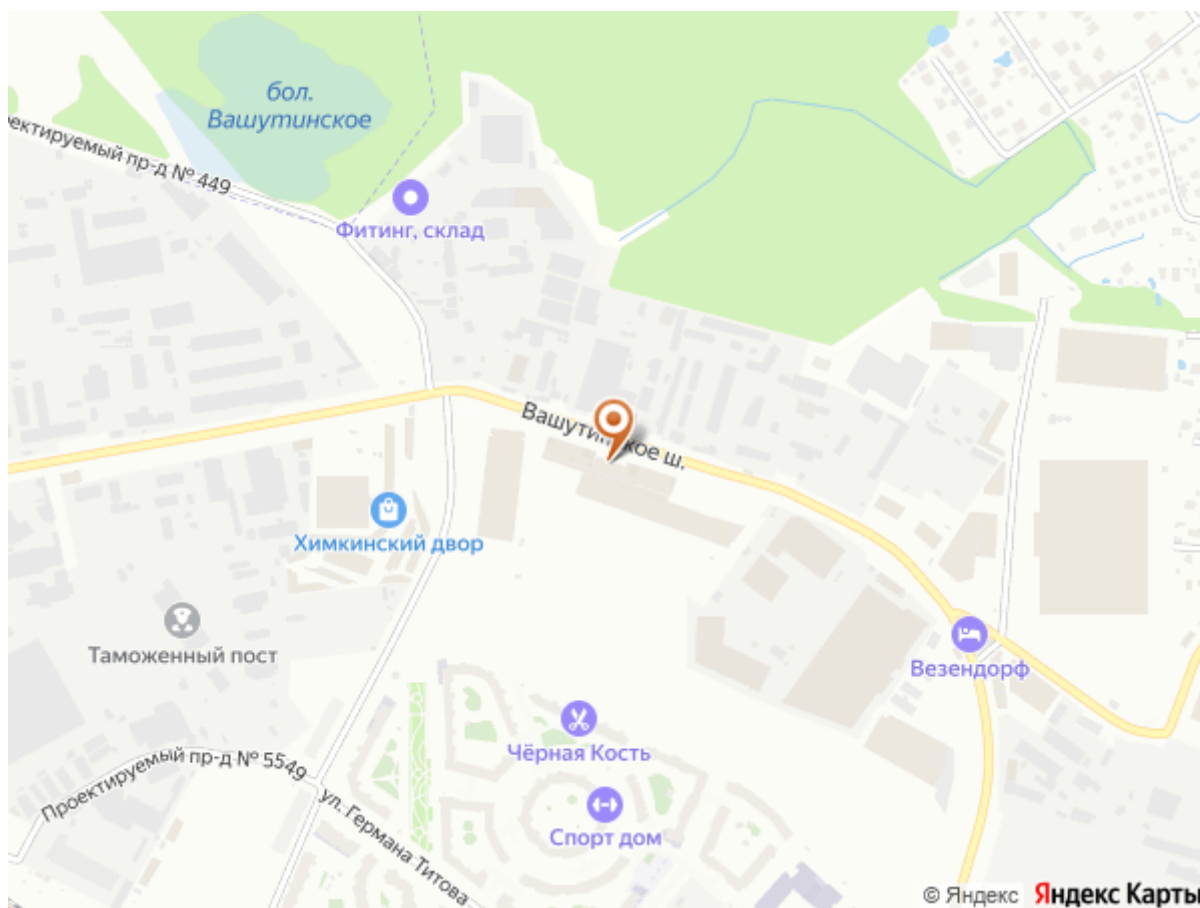 бол.
Вашутинское
ектируемый пр-д № 449
Фитинг, склад
Вашутинское ш.
Химкинский двор
Таможенный пост
Везендорф
Чёрная Кость
Проектируемый пр-д № 5549
ул. Германа Титова
Спорт дом
© Яндекс Яндекс Карты